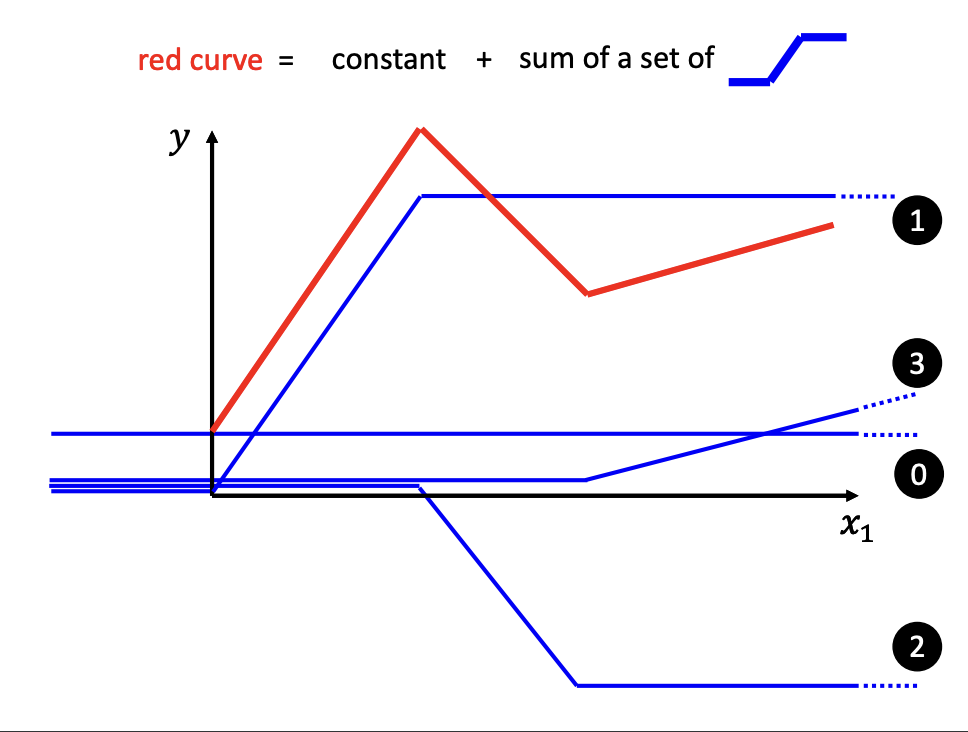 red curve = constant + sum of a set of
y
1
3
0
x₁
2